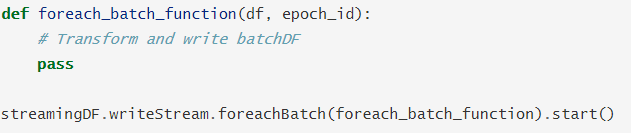 def foreach_batch_function(df, epoch_id):
    # Transform and write batchDF
    pass
streamingDF.writeStream.foreachBatch(foreach_batch_function).start()